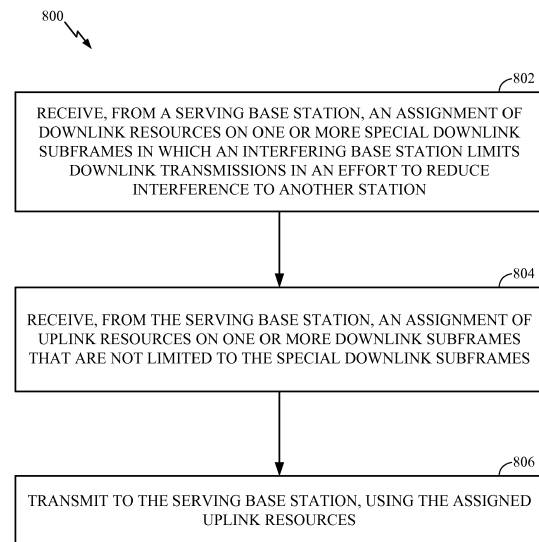 800
802
RECEIVE, FROM A SERVING BASE STATION, AN ASSIGNMENT OF
DOWNLINK RESOURCES ON ONE OR MORE SPECIAL DOWNLINK
SUBFRAMES IN WHICH AN INTERFERING BASE STATION LIMITS
DOWNLINK TRANSMISSIONS IN AN EFFORT TO REDUCE
INTERFERENCE TO ANOTHER STATION
804
RECEIVE, FROM THE SERVING BASE STATION, AN ASSIGNMENT OF
UPLINK RESOURCES ON ONE OR MORE DOWNLINK SUBFRAMES
THAT ARE NOT LIMITED TO THE SPECIAL DOWNLINK SUBFRAMES
806
TRANSMIT TO THE SERVING BASE STATION, USING THE ASSIGNED
UPLINK RESOURCES